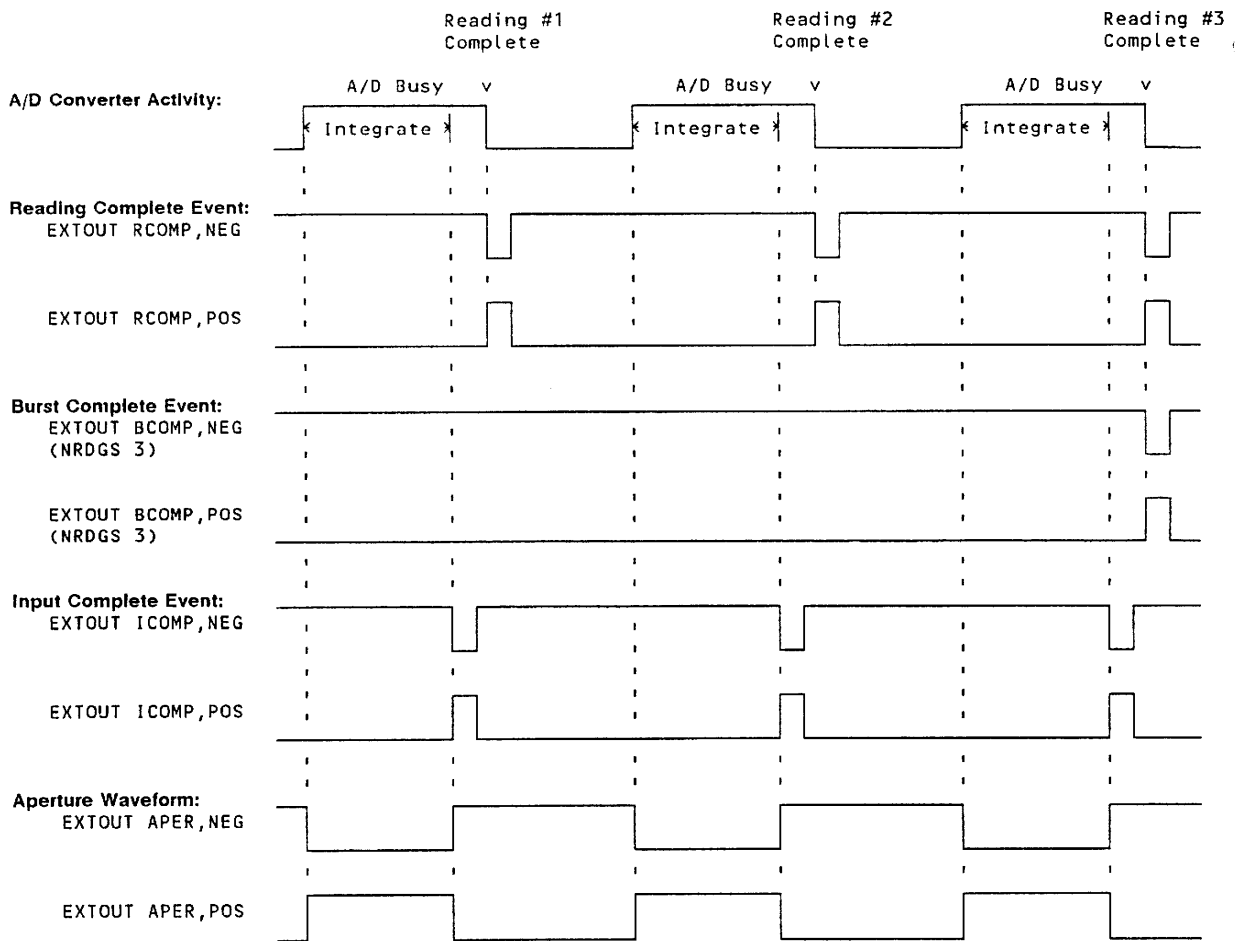 Reading #1 Reading #2 Reading #3
Complete Complete Complete
A/D Busy v A/D Busy v A/D Busy v
A/D Converter Activity:
Integrate Integrate Integrate
Reading Complete Event:
EXTOUT RCOMP,NEG
EXTOUT RCOMP,POS
Burst Complete Event:
EXTOUT BCOMP,NEG
(NRDGS 3)
EXTOUT BCOMP,POS
(NRDGS 3)
Input Complete Event:
EXTOUT ICOMP,NEG
EXTOUT ICOMP,POS
Aperture Waveform:
EXTOUT APER,NEG
EXTOUT APER,POS